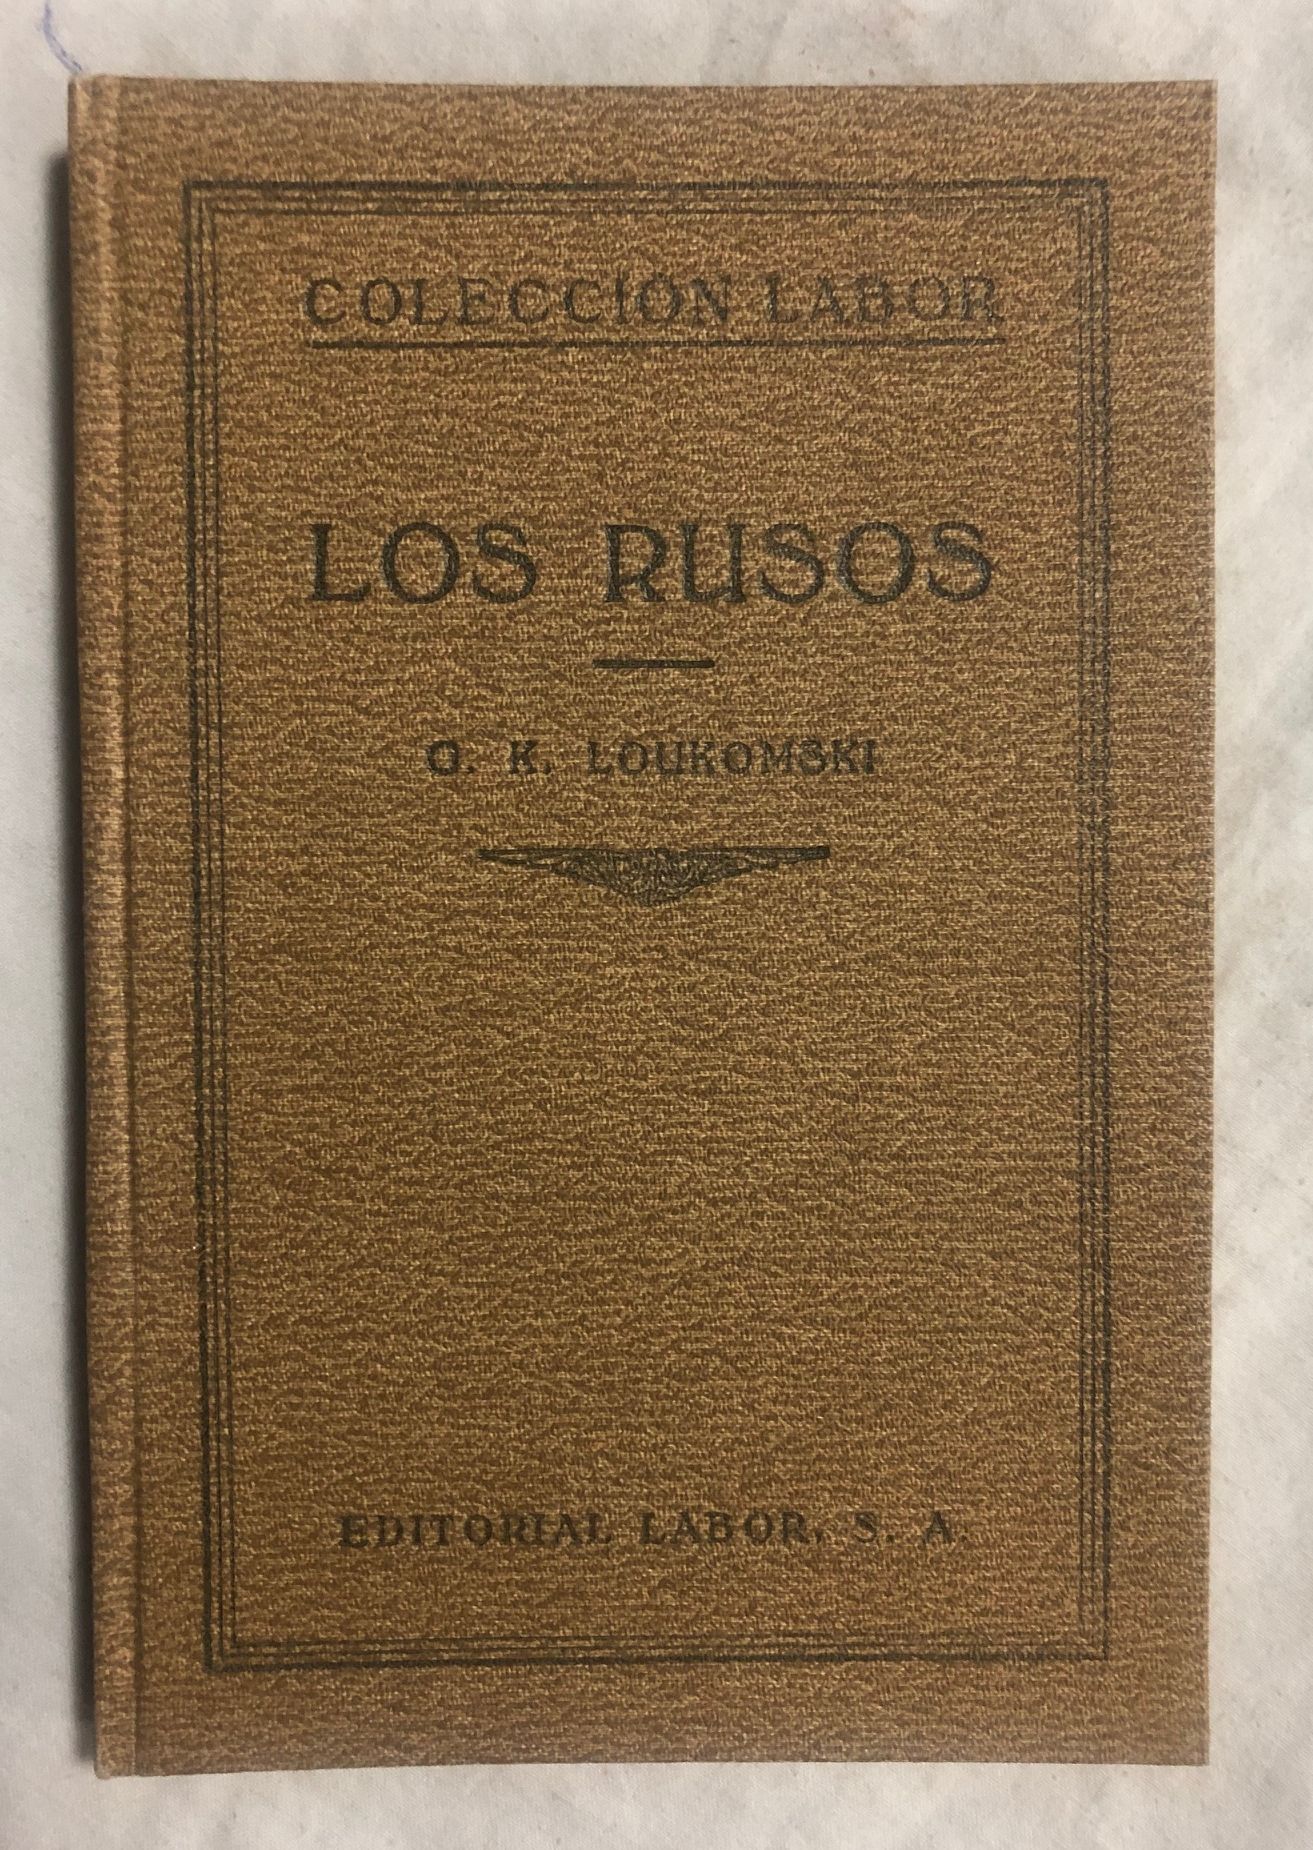 COLECCIÓN LABOR
LOS RUSOS
G. K. LOUKOMSKI
EDITORIAL LABOR, S. A.